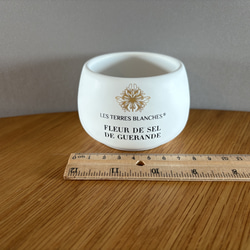 LES TERRES BLANCHES®
FLEUR DE SEL
DE GUERANDE